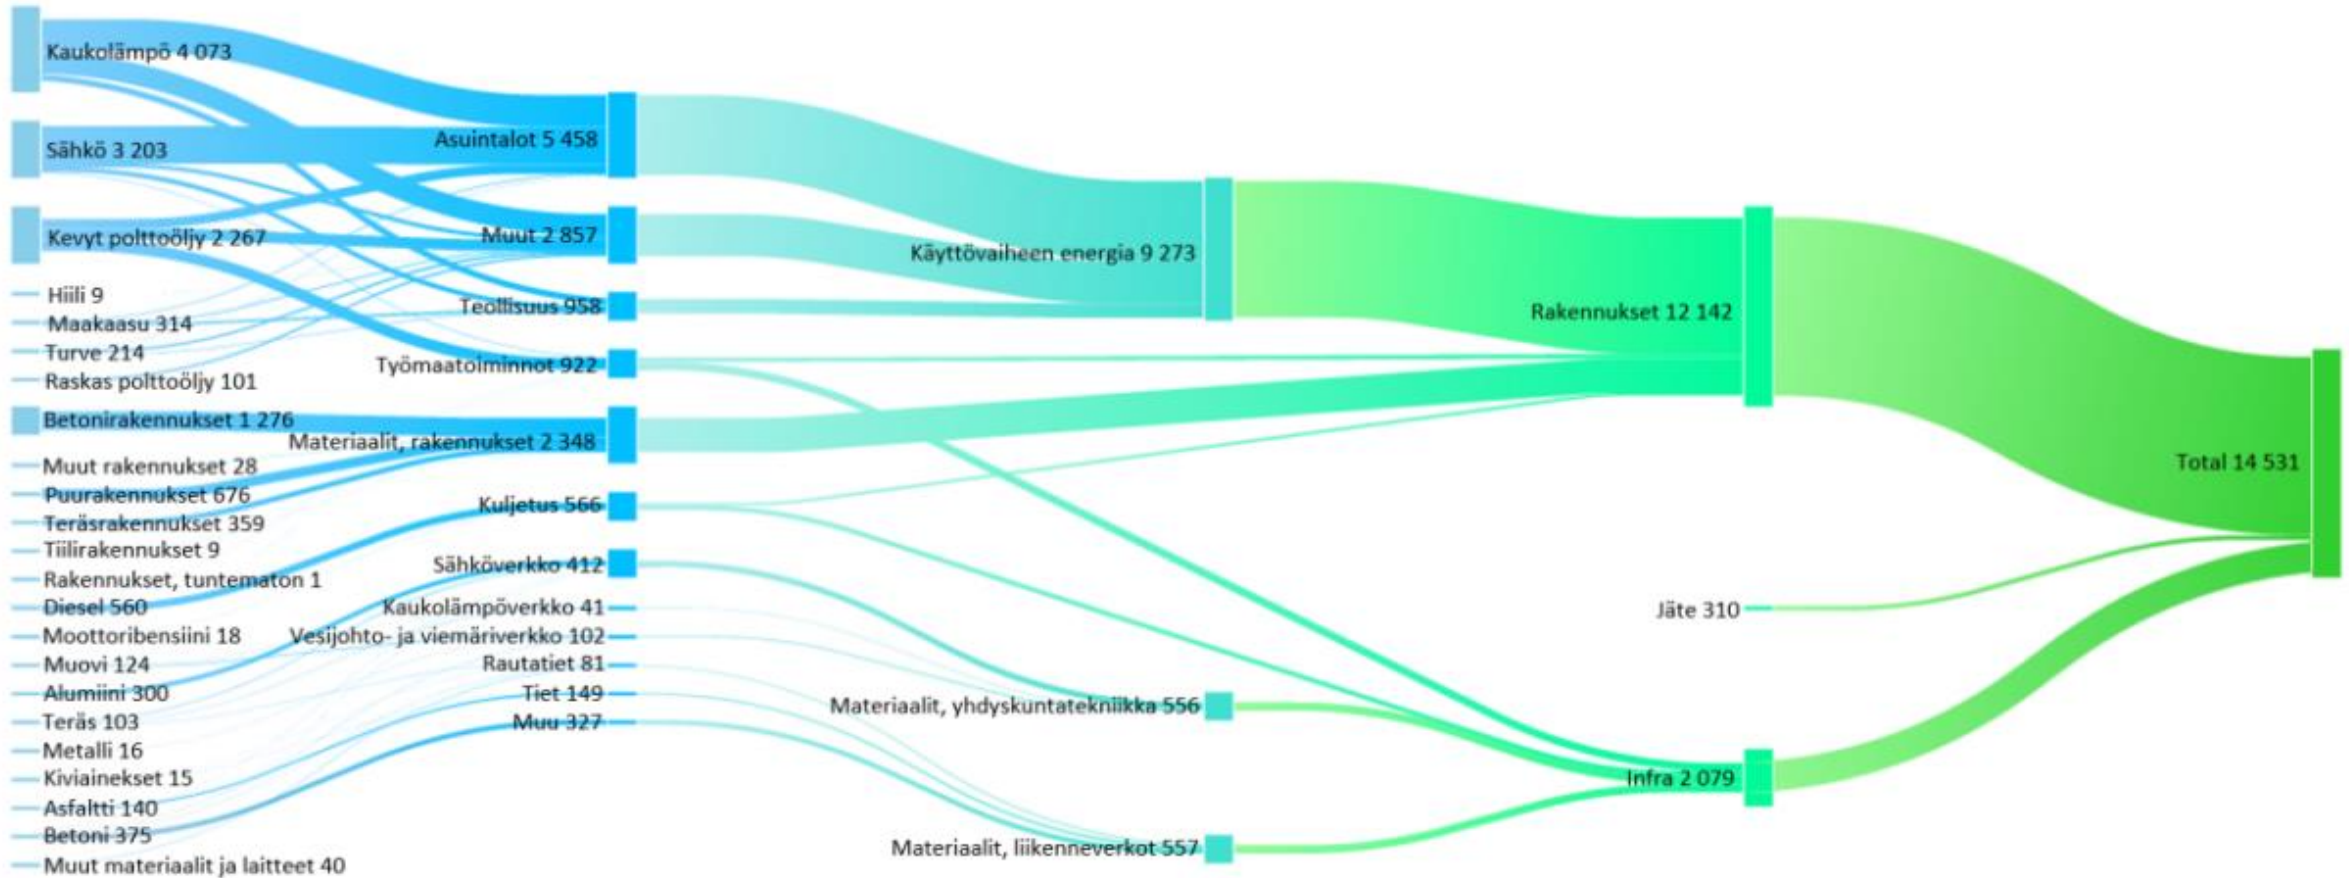 Kaukolämpö 4 073
Sähkö 3 203
Kevyt polttoöljy 2 267
Hiili 9
Maakaasu 314
Turve 214
Raskas polttoöljy 101
Betonirakennukset 1 276
Muut rakennukset 28
Puurakennukset 676
Teräsrakennukset 359
Tiilirakennukset 9
Rakennukset, tuntematon 1
Diesel 560
Moottoribensiini 18
Muovi 124
Alumiini 300
Teräs 103
Metalli 16
Kiviainekset 15
Asfaltti 140
Betoni 375
Muut materiaalit ja laitteet 40
Asuintalot 5 458
Muut 2 857
Teollisuus 958
Työmaatoiminnot 922
Materiaalit, rakennukset 2 348
Kuljetus 566
Sähköverkko 412
Kaukolämpöverkko 41
Vesijohto- ja viemäriverkko 102
Rautatiet 81
Tiet 149
Muu 327
Käyttövaiheen energia 9 273
Materiaalit, yhdyskuntatekniikka 556
Materiaalit, liikenneverkot 557
Rakennukset 12 142
Jäte 310
Infra 2 079
Total 14 531